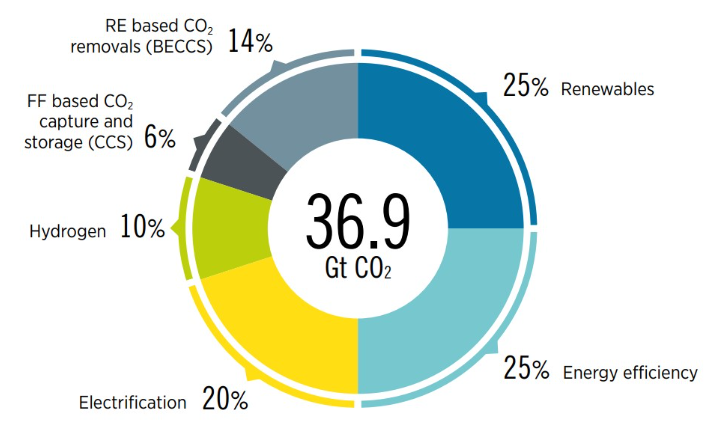 RE based CO₂
removals (BECCS) 14%
25% Renewables
FF based CO₂
capture and
storage (CCS) 6%
36.9
Gt CO₂
Hydrogen 10%
25% Energy efficiency
Electrification 20%